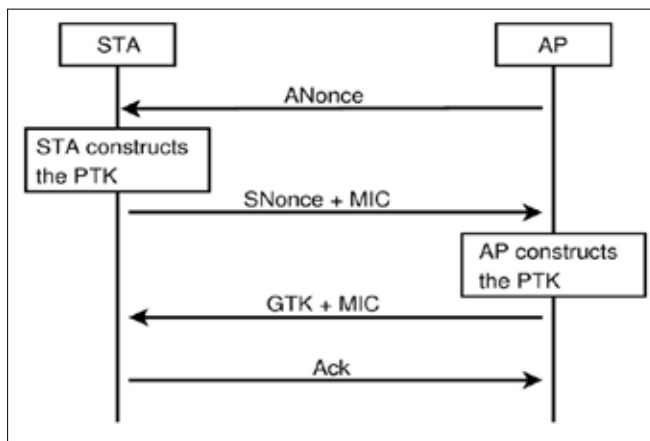 STA
AP
ANonce
STA constructs
the PTK
SNonce + MIC
AP constructs
the PTK
GTK + MIC
Ack